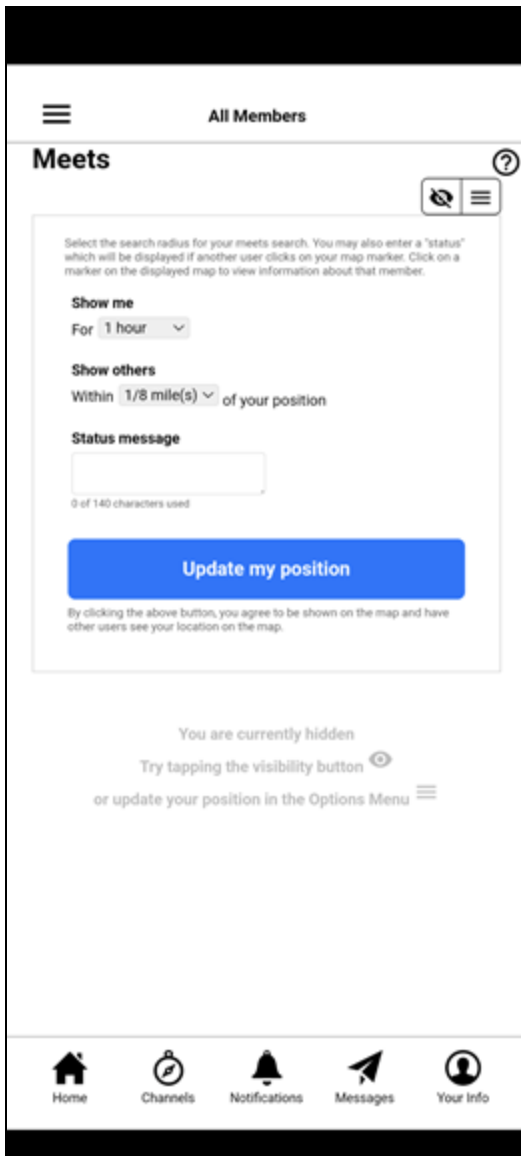 All Members
Meets
Select the search radius for your meets search. You may also enter a "status"
which will be displayed if another user clicks on your map marker. Click on a
marker on the displayed map to view information about that member.
Show me
For 1 hour
Show others
Within 1/8 mile(s) of your position
Status message
0 of 140 characters used
Update my position
By clicking the above button, you agree to be shown on the map and have
other users see your location on the map.
You are currently hidden
Try tapping the visibility button
or update your position in the Options Menu
Home Channels Notifications Messages Your Info